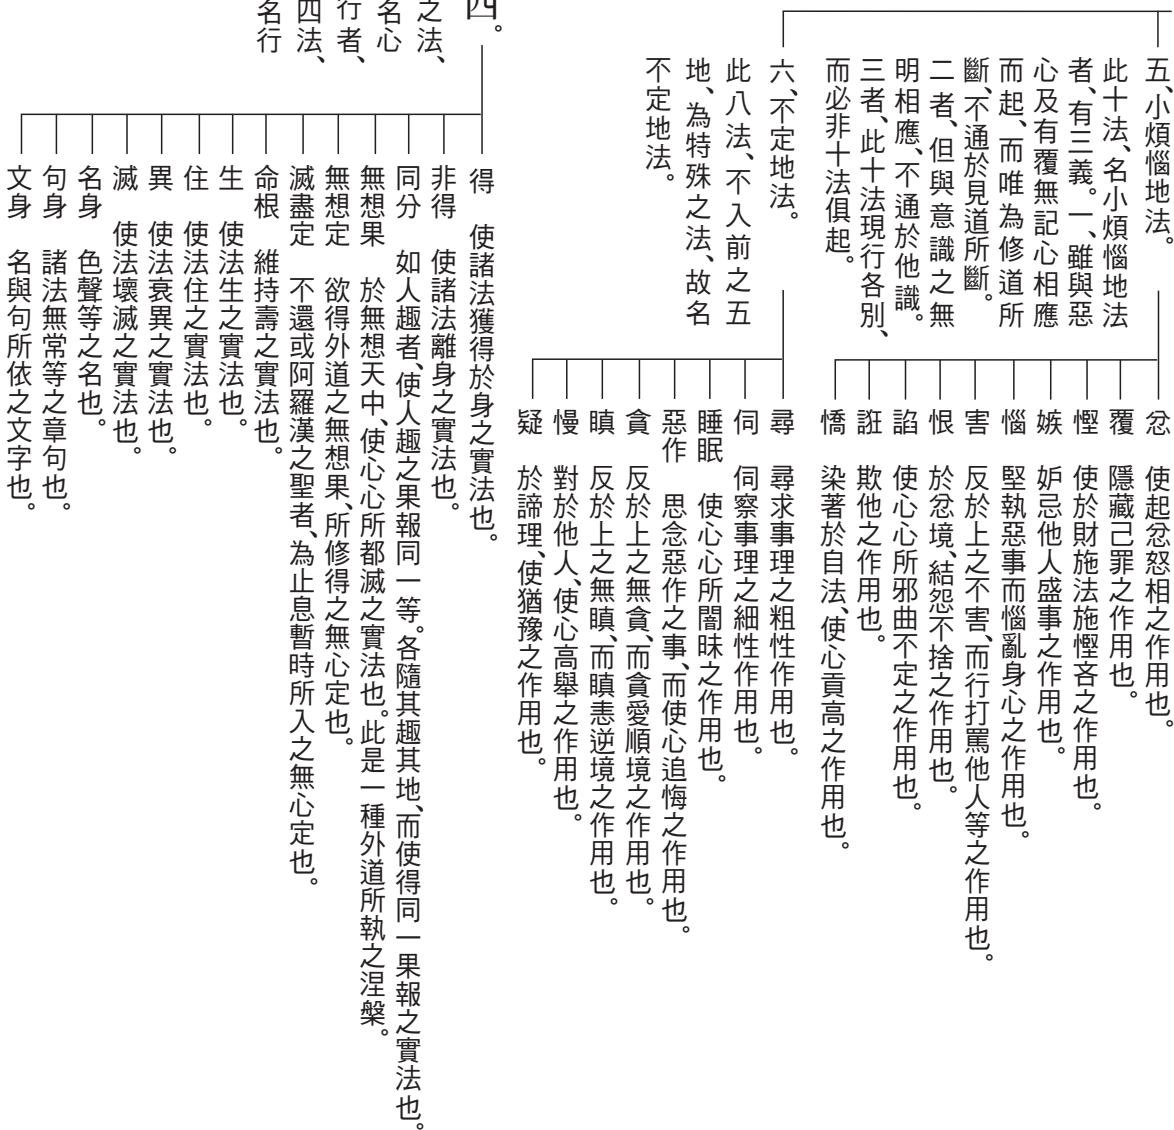 五、小煩惱地法。
此十法、名小煩惱地法
者、有三義。一、雖與惡
心及有覆無記心相應
而起、而唯為修道所
斷、不通於見道所斷。
二者、但與意識之無
明相應、不通於他識。
三者、此十法現行各別、
而必非十法俱起。
忿　使起忿怒相之作用也。
覆　隱藏己罪之作用也。
慳　使於財施法施慳吝之作用也。
嫉　妒忌他人盛事之作用也。
惱　堅執惡事而惱亂身心之作用也。
害　反於上之不害、而行打罵他人等之作用也。
恨　於忿境、結怨不捨之作用也。
諂　使心心所邪曲不定之作用也。
誑　欺他之作用也。
憍　染著於自法、使心貢高之作用也。
六、不定地法。
此八法、不入前之五
地、為特殊之法、故名
不定地法。
尋　尋求事理之粗性作用也。
伺　伺察事理之細性作用也。
睡眠　使心心所闇昧之作用也。
惡作　思念惡作之事、而使心追悔之作用也。
貪　反於上之無貪、而貪愛順境之作用也。
瞋　反於上之無瞋、而瞋恚逆境之作用也。
慢　對於他人、使心高舉之作用也。
疑　於諦理、使猶豫之作用也。
四。
之法、
名心
行者、
四法、
名行
得　使諸法獲得於身之實法也。
非得　使諸法離身之實法也。
同分　如人趣者、使人趣之果報同一等。各隨其趣其地、而使得同一果報之實法也。
無想果　於無想天中、使心心所都滅之實法也。此是一種外道所執之涅槃。
無想定　欲得外道之無想果、所修得之無心定也。
滅盡定　不還或阿羅漢之聖者、為止息暫時所入之無心定也。
命根　維持壽之實法也。
生　使法生之實法也。
住　使法住之實法也。
異　使法衰異之實法也。
滅　使法壞滅之實法也。
名身　色聲等之名也。
句身　諸法無常等之章句也。
文身　名與句所依之文字也。